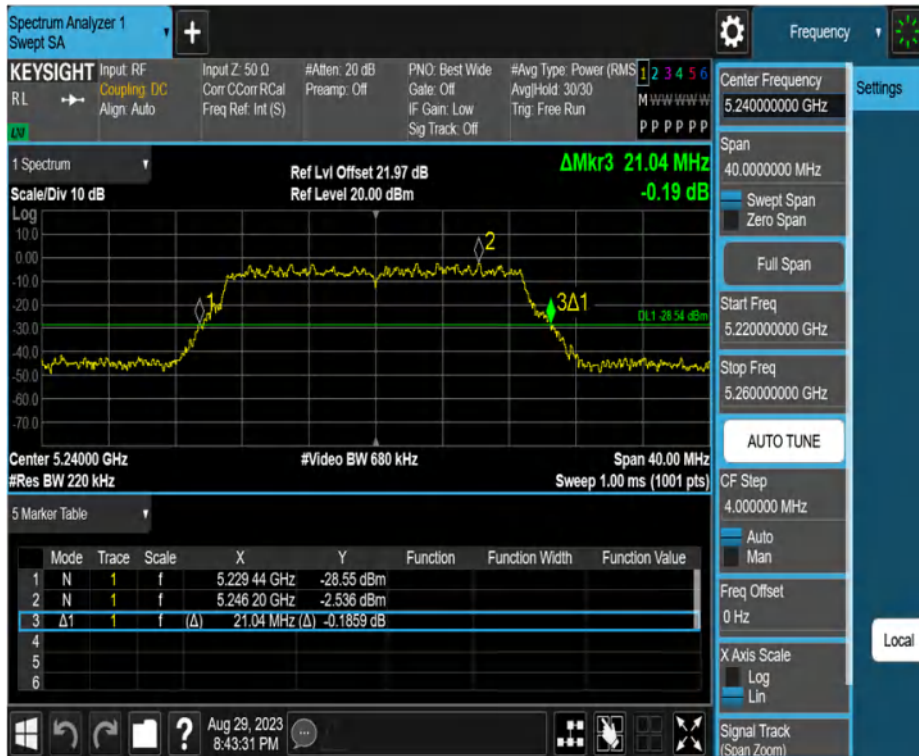 Spectrum Analyzer 1
Swept SA
+
Frequency
KEYSIGHT
RL
LXI
Input: RF
Coupling: DC
Align: Auto
Input Z: 50 Ω
Corr CCorr RCal
Freq Ref: Int (S)
#Atten: 20 dB
Preamp: Off
PNO: Best Wide
Gate: Off
IF Gain: Low
Sig Track: Off
#Avg Type: Power (RMS
Avg|Hold: 30/30
Trig: Free Run
1 2 3 4 5 6
M W W W W W
P P P P P P
1 Spectrum
Scale/Div 10 dB
Ref Lvl Offset 21.97 dB
Ref Level 20.00 dBm
ΔMkr3 21.04 MHz
-0.19 dB
Log
10.0
0.00
-10.0
-20.0
-30.0
-40.0
-50.0
-60.0
-70.0
1
2
3Δ1
DL1 -28.54 dBm
Center 5.24000 GHz
#Video BW 680 kHz
Span 40.00 MHz
#Res BW 220 kHz
Sweep 1.00 ms (1001 pts)
5 Marker Table
Mode Trace Scale X Y Function Function Width Function Value
1 N 1 f 5.229 44 GHz -28.55 dBm
2 N 1 f 5.246 20 GHz -2.536 dBm
3 Δ1 1 f (Δ) 21.04 MHz (Δ) -0.1859 dB
4
5
6
Aug 29, 2023
8:43:31 PM
?
Center Frequency
5.240000000 GHz
Settings
Span
40.0000000 MHz
Swept Span
Zero Span
Full Span
Start Freq
5.220000000 GHz
Stop Freq
5.260000000 GHz
AUTO TUNE
CF Step
4.000000 MHz
Auto
Man
Freq Offset
0 Hz
Local
X Axis Scale
Log
Lin
Signal Track
(Span Zoom)